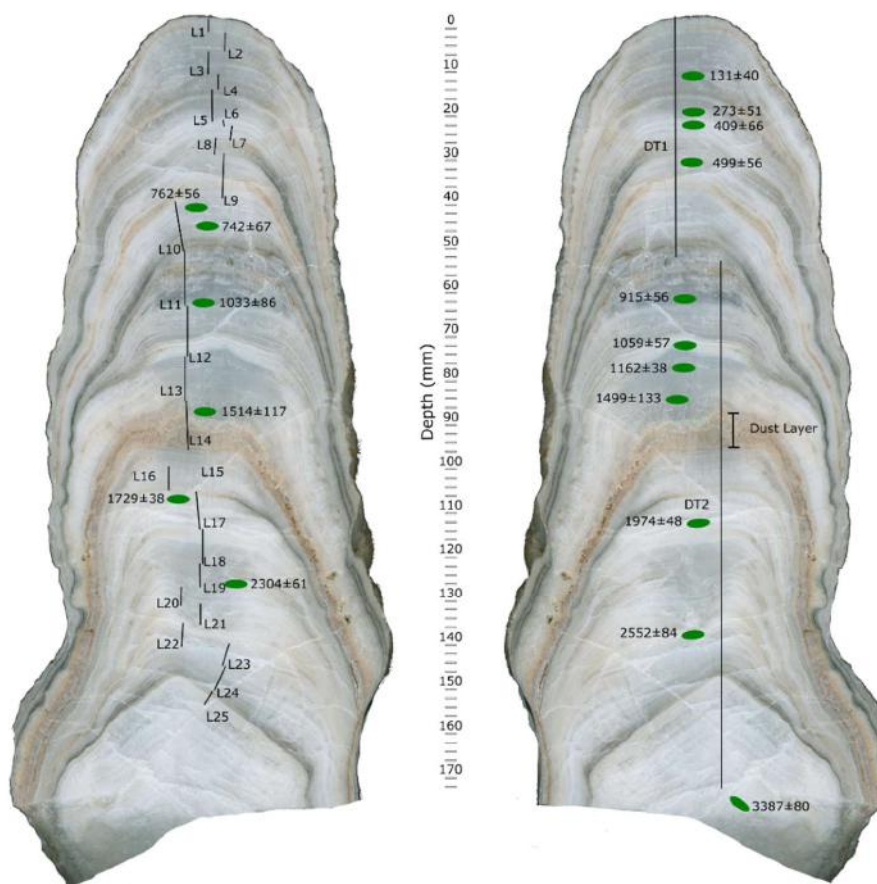 L1
L2
L3
L4
L5
L6
L7
L8
L9
762±56
742±67
L10
1033±86
L11
L12
L13
1514±117
L14
L15
L16
1729±38
L17
L18
L19
2304±61
L20
L21
L22
L23
L24
L25
Depth (mm)
0
10
20
30
40
50
60
70
80
90
100
110
120
130
140
150
160
170
131±40
273±51
409±66
DT1
499±56
915±56
1059±57
1162±38
1499±133
Dust Layer
DT2
1974±48
2552±84
3387±80